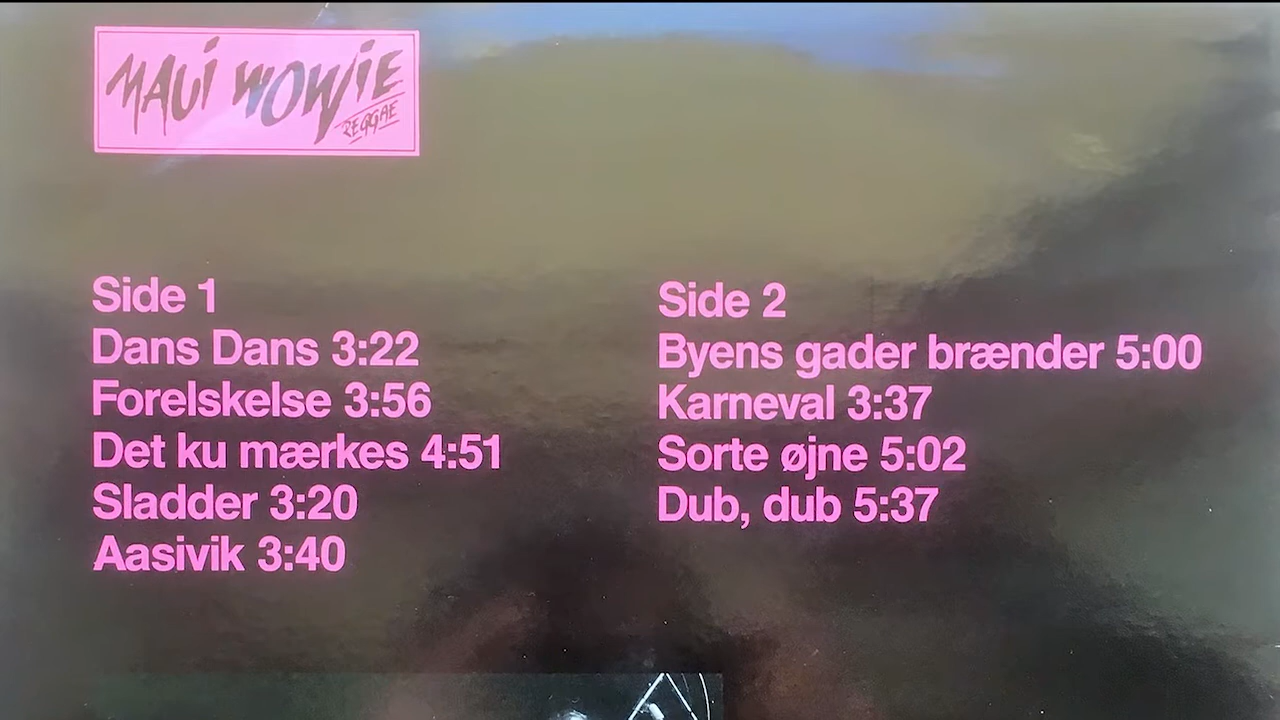 MAUI WOWIE
REGGAE
Side 1
Dans Dans 3:22
Forelskelse 3:56
Det ku mærkes 4:51
Sladder 3:20
Aasivik 3:40
Side 2
Byens gader brænder 5:00
Karneval 3:37
Sorte øjne 5:02
Dub, dub 5:37